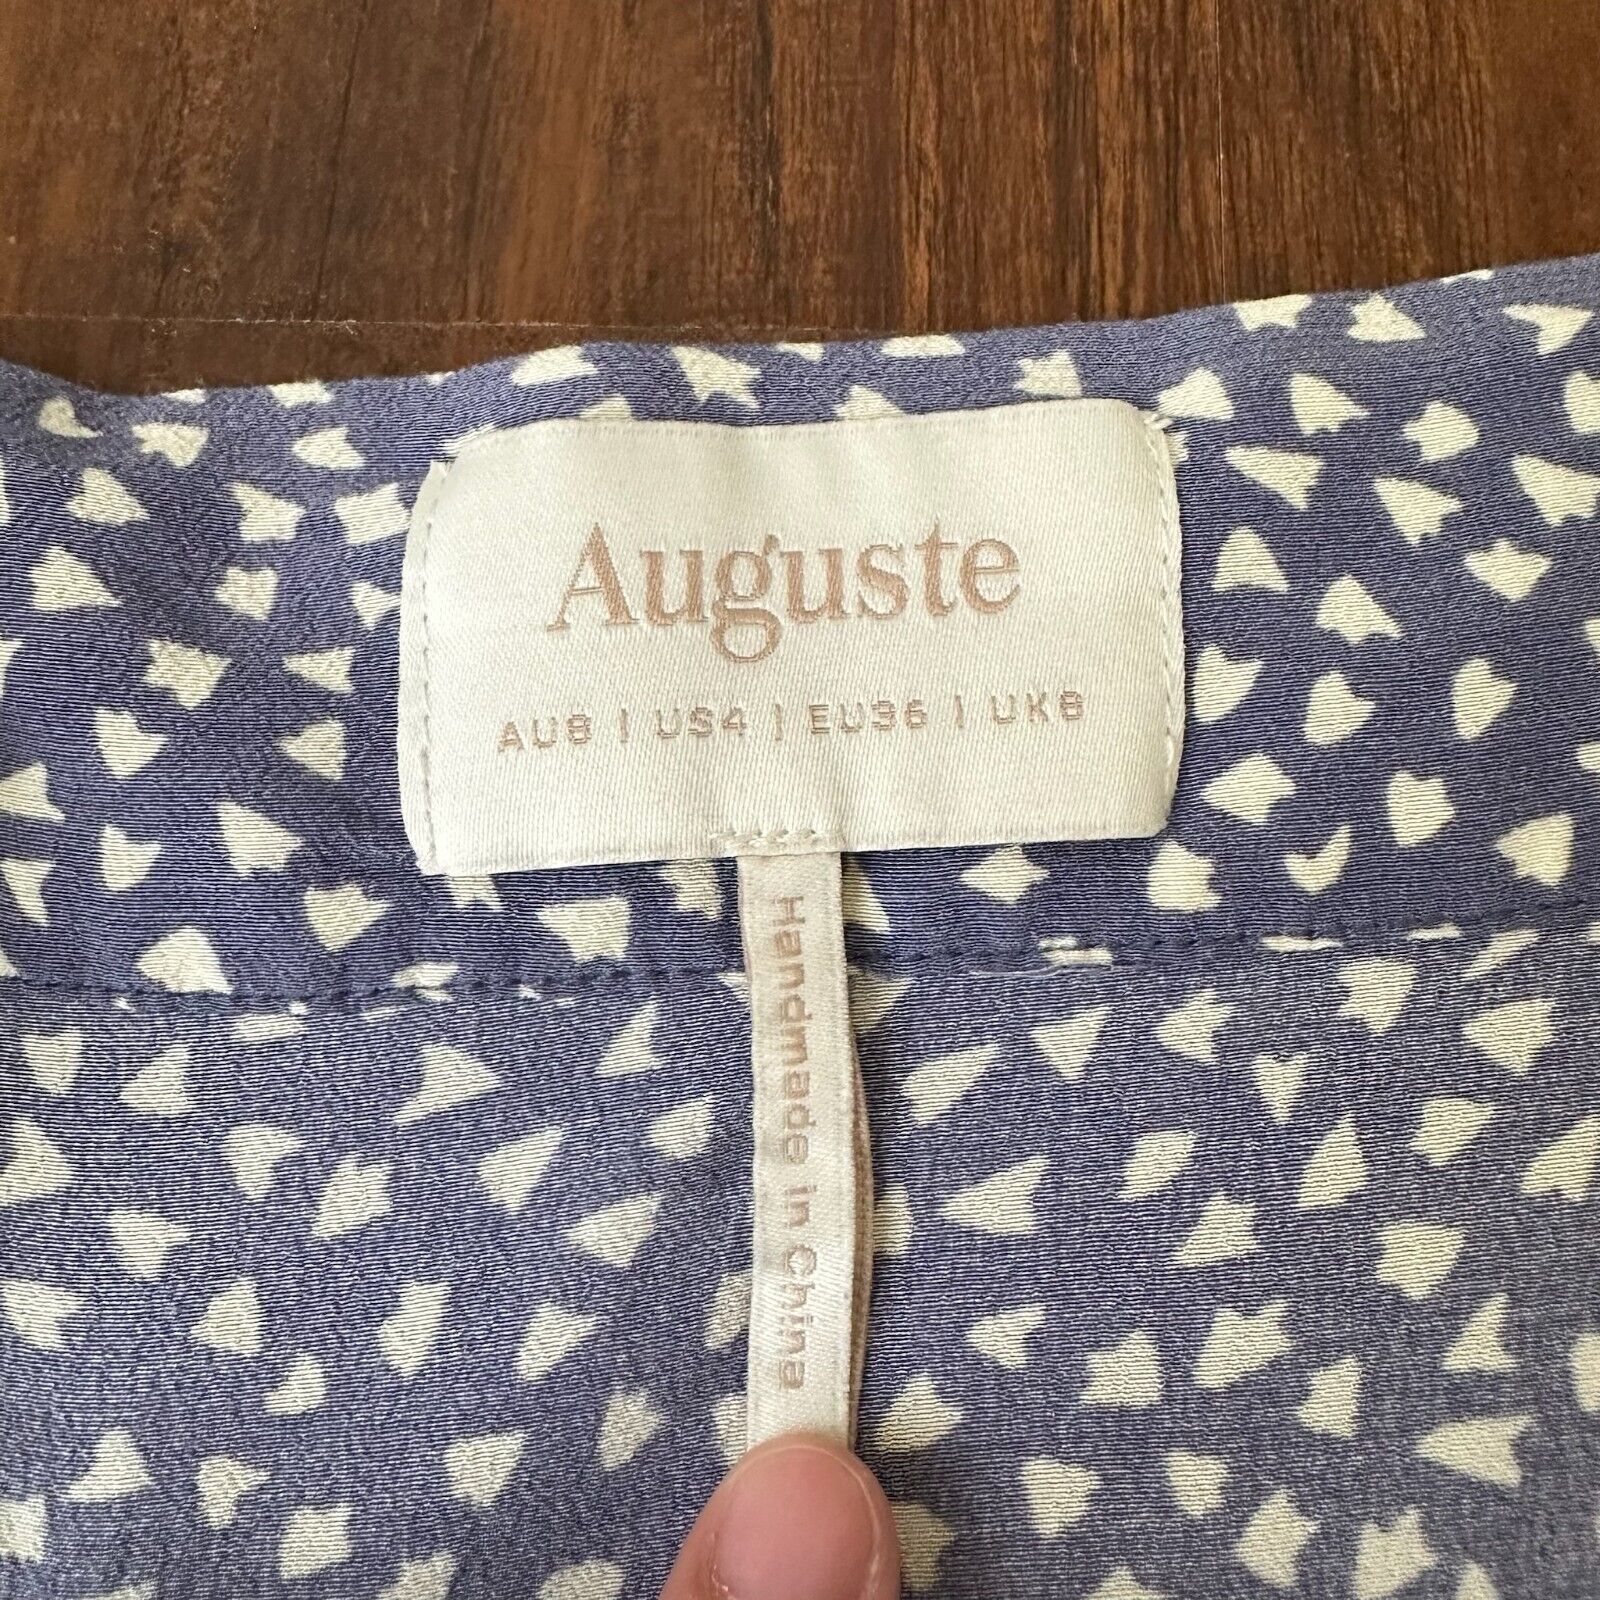 Auguste
AU8 | US4 | EU36 | UK8
Handmade in China